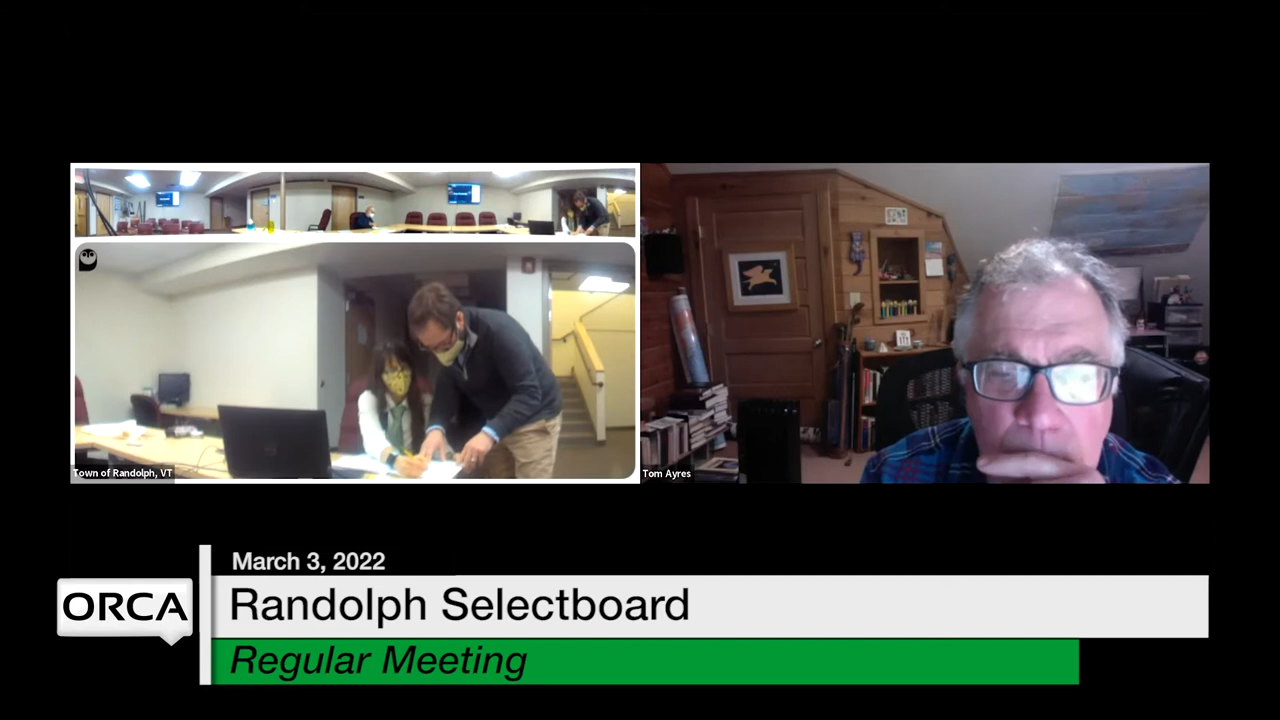 Town of Randolph, VT
Tom Ayres
March 3, 2022
ORCA
Randolph Selectboard
Regular Meeting